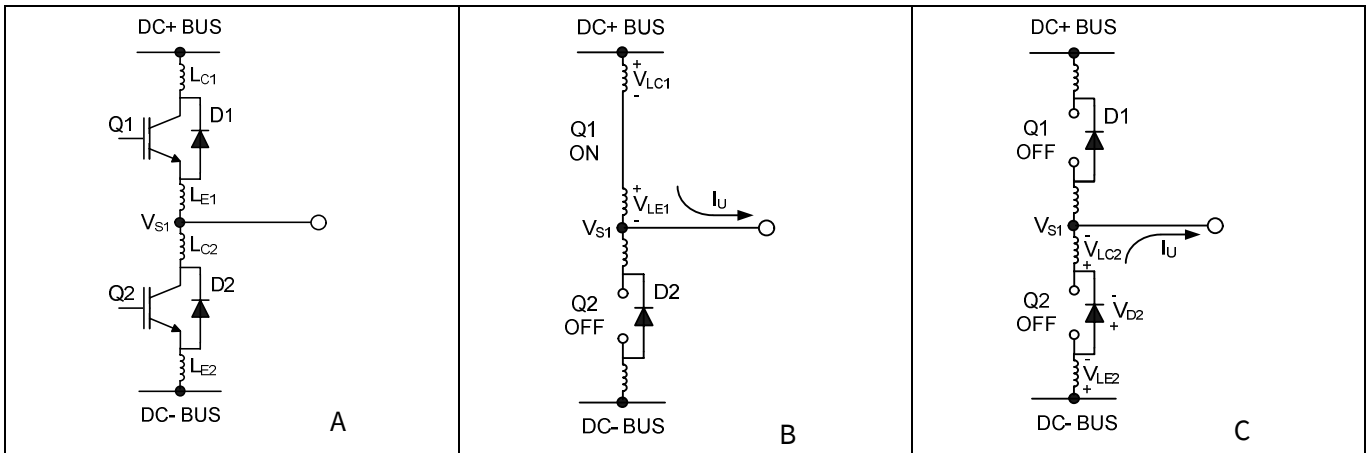 DC+ BUS
LC1
D1
Q1
LE1
VS1
LC2
D2
Q2
LE2
DC- BUS
A
DC+ BUS
+
VLC1
-
Q1
ON
+
VLE1
-
IU
VS1
D2
Q2
OFF
DC- BUS
B
DC+ BUS
D1
Q1
OFF
VS1
-
VLC2
+
IU
Q2
OFF
-
VD2
+
-
VLE2
+
DC- BUS
C